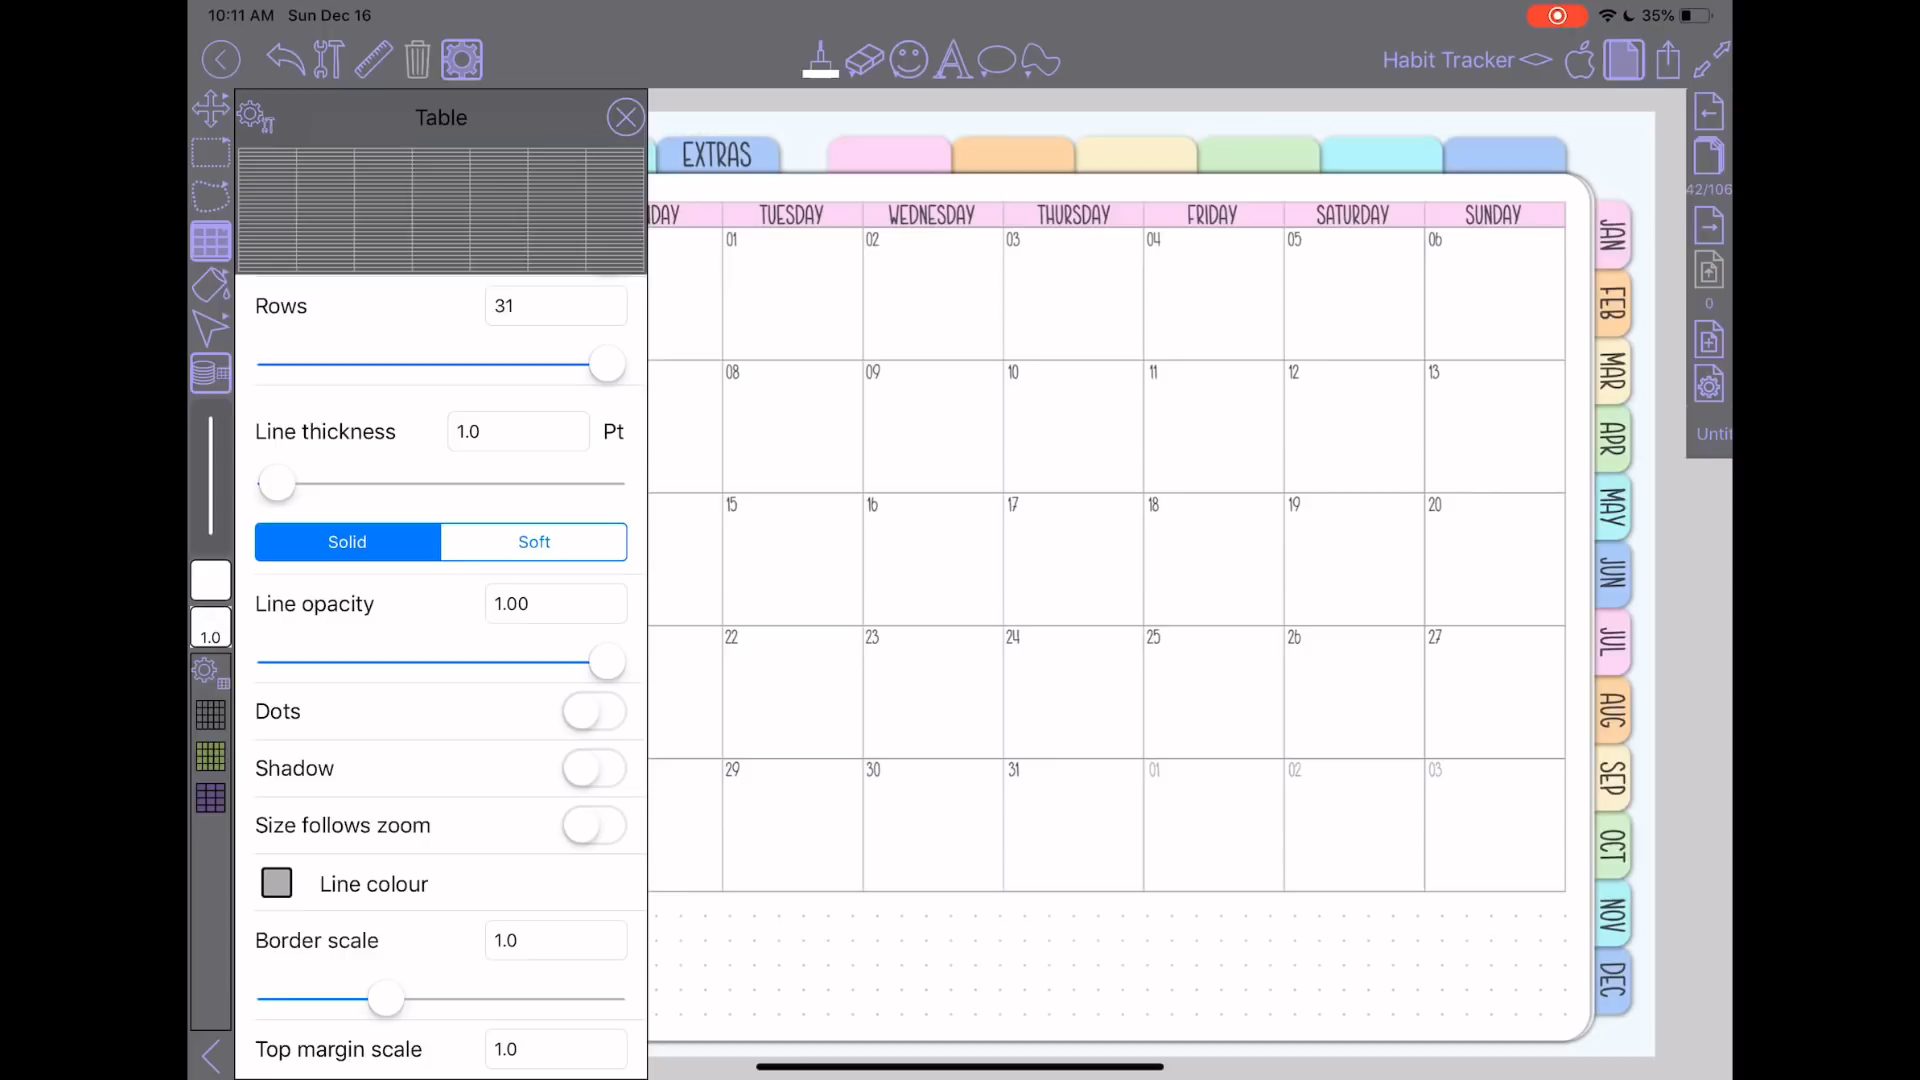 10:11 AM Sun Dec 16
35%
Habit Tracker
Table
Rows 31
Line thickness 1.0 Pt
Solid Soft
Line opacity 1.00
Dots
Shadow
Size follows zoom
Line colour
Border scale 1.0
Top margin scale 1.0
1.0
EXTRAS
DAY TUESDAY WEDNESDAY THURSDAY FRIDAY SATURDAY SUNDAY
01 02 03 04 05 06
08 09 10 11 12 13
15 16 17 18 19 20
22 23 24 25 26 27
29 30 31 01 02 03
JAN
FEB
MAR
APR
MAY
JUN
JUL
AUG
SEP
OCT
NOV
DEC
42/106
0
Untit